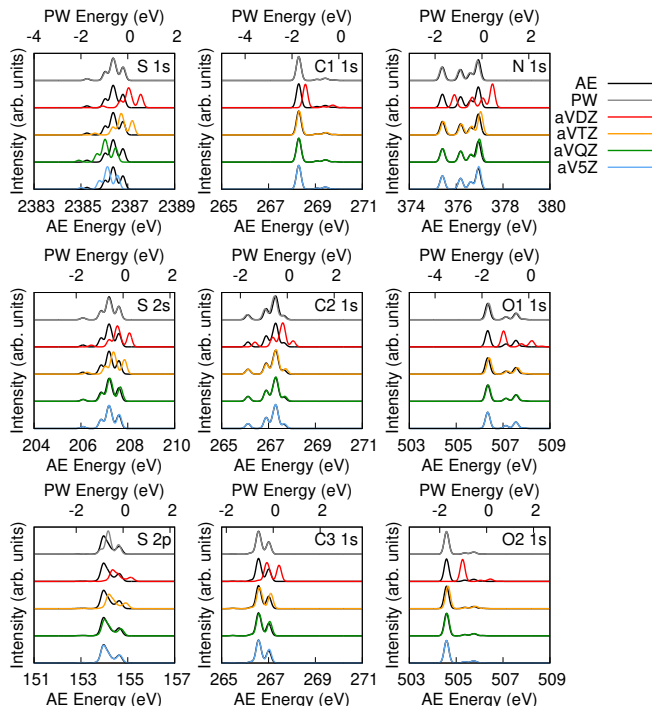 PW Energy (eV) PW Energy (eV) PW Energy (eV)
-4 -2 0 2 -4 -2 0 -2 0 2
S 1s C1 1s N 1s
Intensity (arb. units) Intensity (arb. units) Intensity (arb. units)
AE
PW
aVDZ
aVTZ
aVQZ
aV5Z
2383 2385 2387 2389 265 267 269 271 374 376 378 380
AE Energy (eV) AE Energy (eV) AE Energy (eV)
PW Energy (eV) PW Energy (eV) PW Energy (eV)
-2 0 2 -2 0 2 -4 -2 0
S 2s C2 1s O1 1s
Intensity (arb. units) Intensity (arb. units) Intensity (arb. units)
204 206 208 210 265 267 269 271 503 505 507 509
AE Energy (eV) AE Energy (eV) AE Energy (eV)
PW Energy (eV) PW Energy (eV) PW Energy (eV)
-2 0 2 -2 0 2 4 -2 0 2 4
S 2p C3 1s O2 1s
Intensity (arb. units) Intensity (arb. units) Intensity (arb. units)
151 153 155 157 265 267 269 271 503 505 507 509
AE Energy (eV) AE Energy (eV) AE Energy (eV)